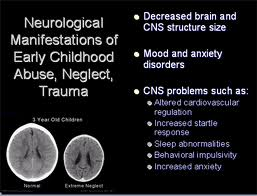 Neurological
Manifestations of
Early Childhood
Abuse, Neglect,
Trauma
3 Year Old Children
Normal
Extreme Neglect
Decreased brain and
CNS structure size
Mood and anxiety
disorders
CNS problems such as:
Altered cardiovascular
regulation
Increased startle
response
Sleep abnormalities
Behavioral impulsivity
Increased anxiety